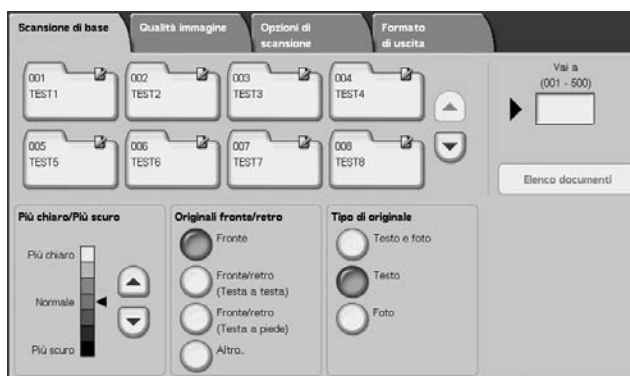 Scansione di base
Qualità immagine
Opzioni di
scansione
Formato
di uscita
001
TEST1
002
TEST2
003
TEST3
004
TEST4
005
TEST5
006
TEST6
007
TEST7
008
TEST8
Vai a
(001 - 500)
Elenco documenti
Più chiaro/Più scuro
Più chiaro
Normale
Più scuro
Originali fronte/retro
Fronte
Fronte/retro
(Testa a testa)
Fronte/retro
(Testa a piede)
Altro..
Tipo di originale
Testo e foto
Testo
Foto